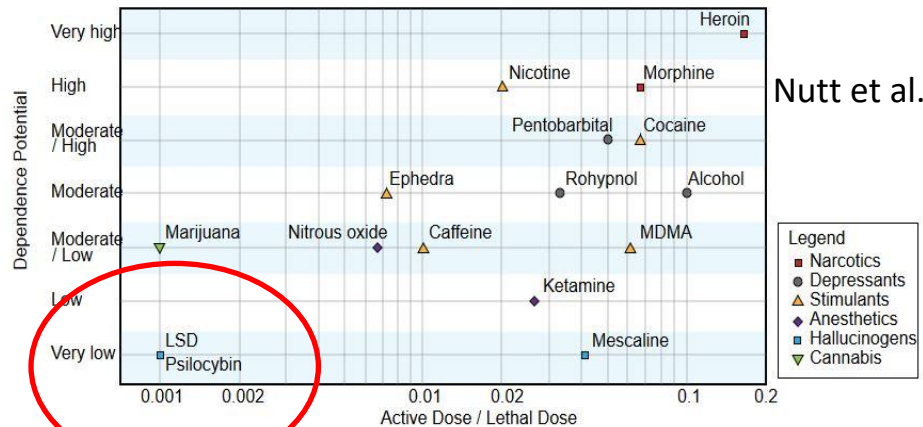 Heroin
Very high
Nicotine
Morphine
High
Nutt et al.
Pentobarbital
Cocaine
Moderate
/ High
Ephedra
Rohypnol
Alcohol
Moderate
Marijuana
Nitrous oxide
Caffeine
MDMA
Moderate
/ Low
Ketamine
Low
LSD
Psilocybin
Mescaline
Very low
Dependence Potential
0.001
0.002
0.01
0.02
0.1
0.2
Active Dose / Lethal Dose
Legend
Narcotics
Depressants
Stimulants
Anesthetics
Hallucinogens
Cannabis